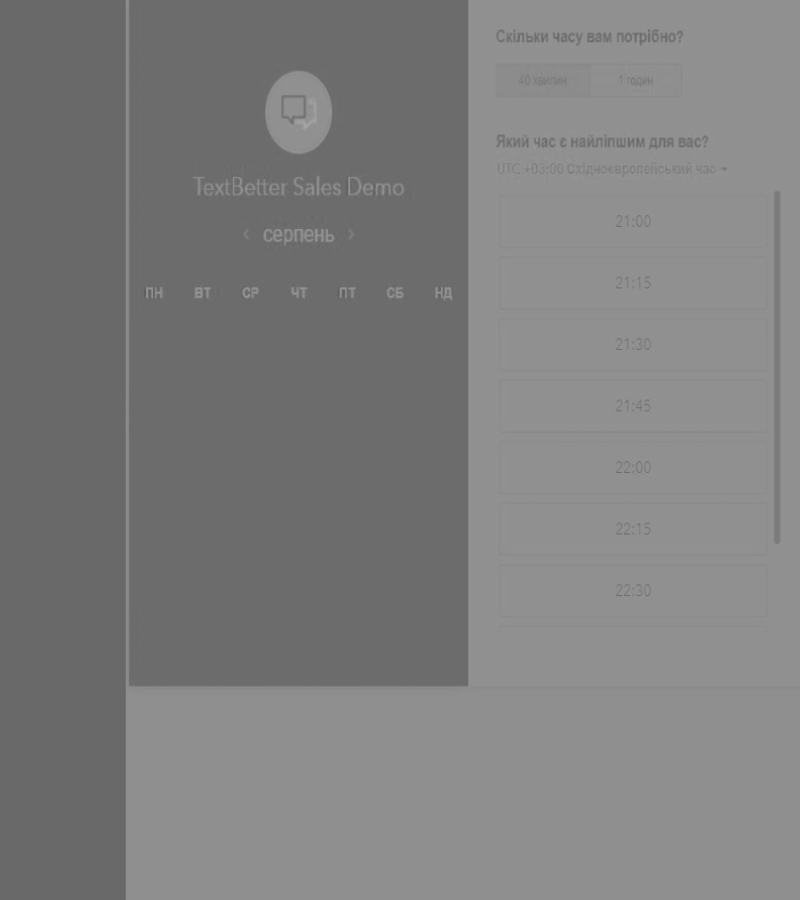 TextBetter Sales Demo
‹ серпень ›
ПН ВТ СР ЧТ ПТ СБ НД
Скільки часу вам потрібно?
40 хвилин 1 годин
Який час є найліпшим для вас?
UTC +03:00 Східноєвропейський час
21:00
21:15
21:30
21:45
22:00
22:15
22:30